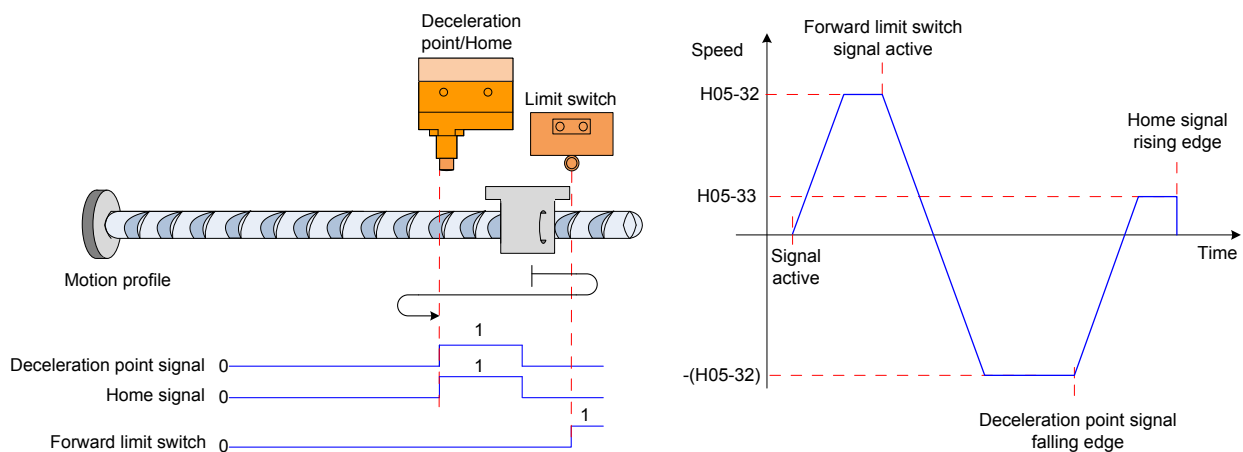 Deceleration
point/Home
Limit switch
Motion profile
1
Deceleration point signal 0
1
Home signal 0
1
Forward limit switch 0
Forward limit switch
signal active
Speed
H05-32
Home signal
rising edge
H05-33
Signal
active
Time
-(H05-32)
Deceleration point signal
falling edge